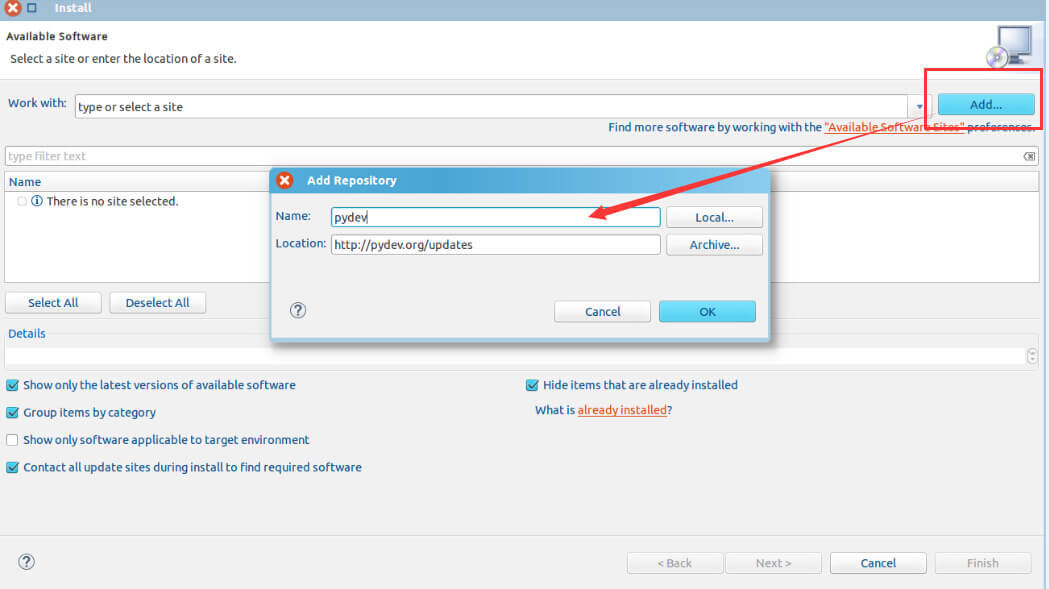 Install
Available Software
Select a site or enter the location of a site.
Work with: type or select a site Add...
Find more software by working with the "Available Software Sites" preferences.
type filter text
Name
There is no site selected.
Add Repository
Name: pydev Local...
Location: http://pydev.org/updates Archive...
? Cancel OK
Select All Deselect All
Details
Show only the latest versions of available software Hide items that are already installed
Group items by category What is already installed?
Show only software applicable to target environment
Contact all update sites during install to find required software
? < Back Next > Cancel Finish